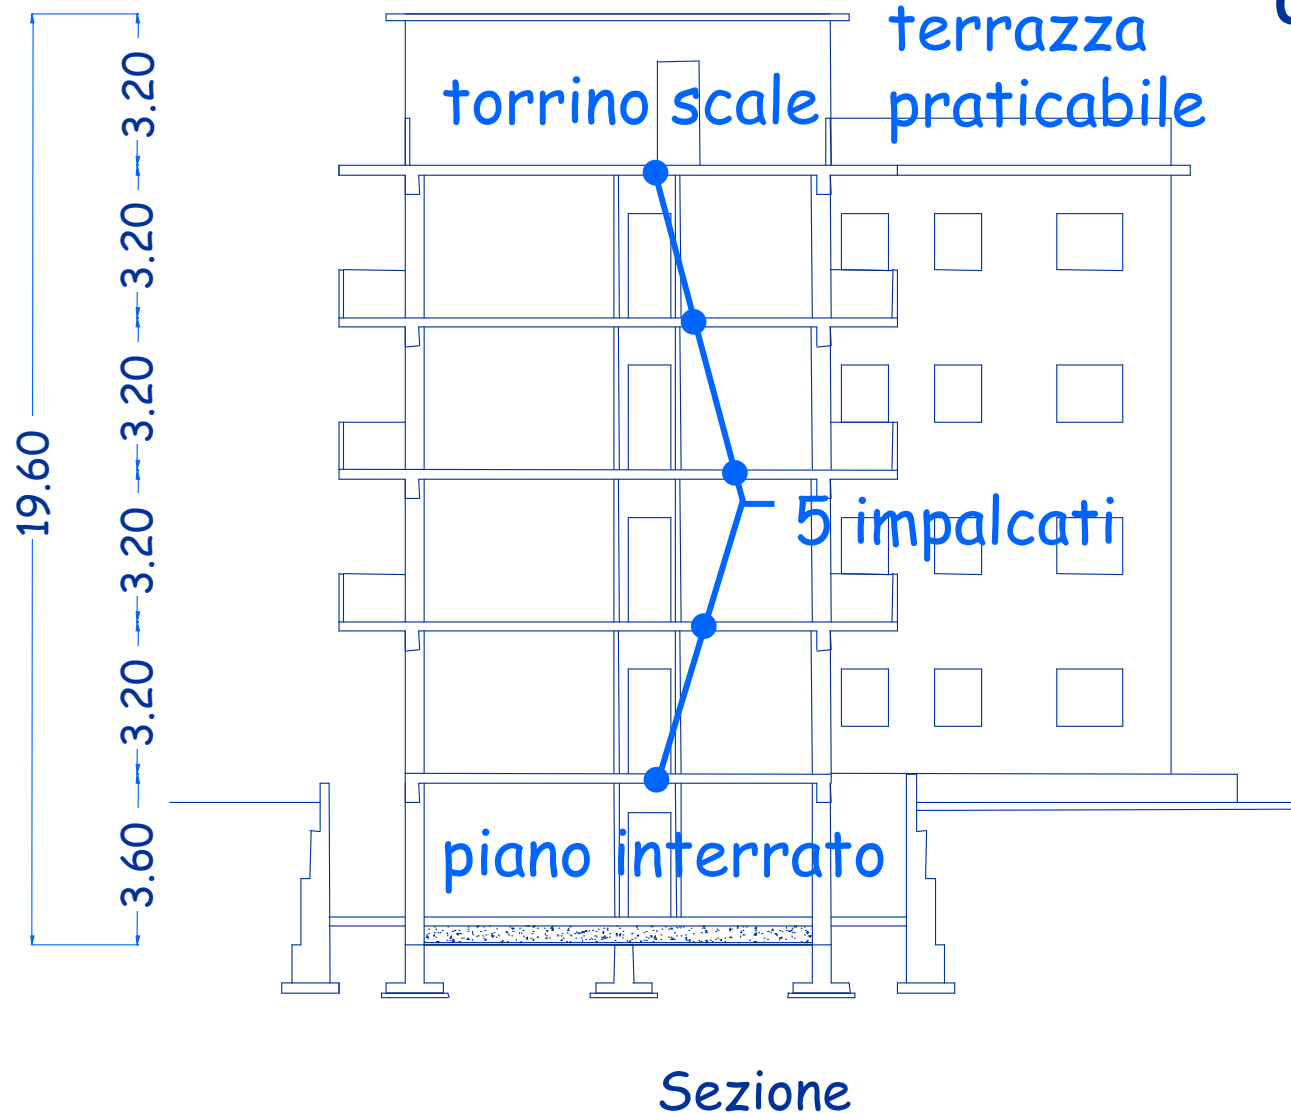 terrazza
praticabile
torrino scale
3.20
3.20
3.20
19.60
5 impalcati
3.20
3.20
3.60
piano interrato
Sezione